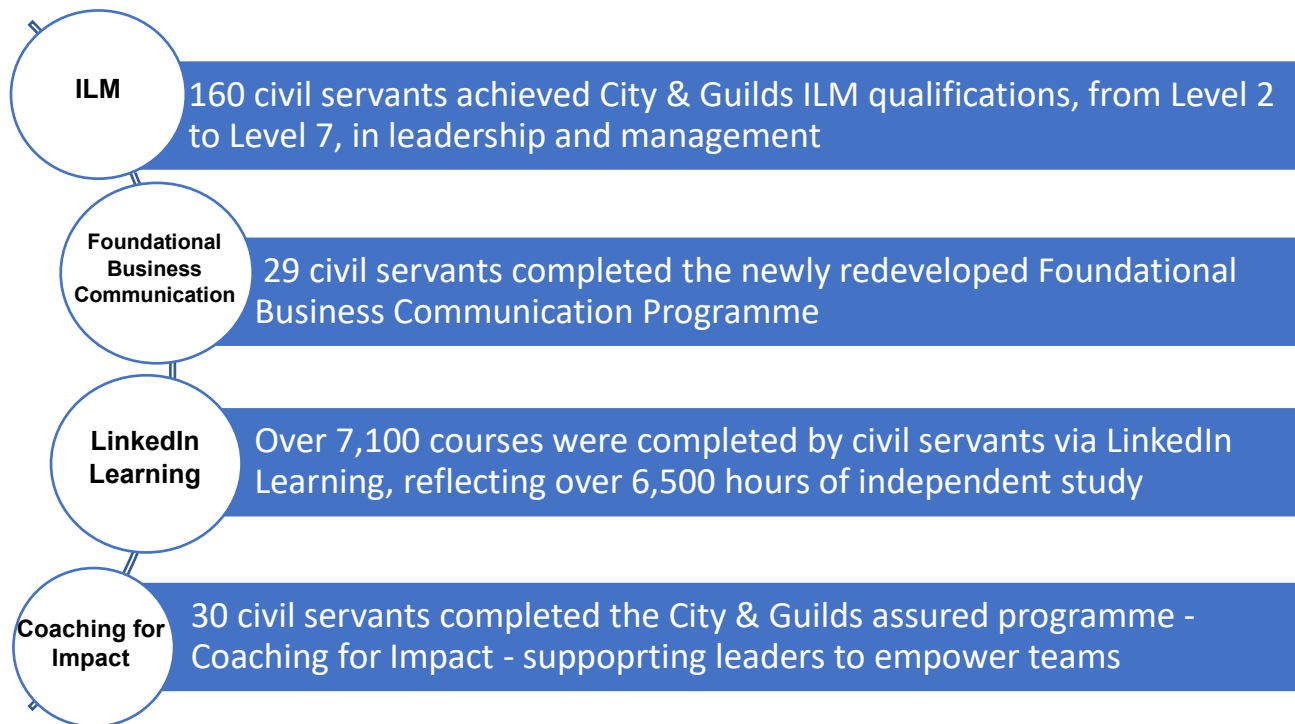 ILM
160 civil servants achieved City & Guilds ILM qualifications, from Level 2
to Level 7, in leadership and management
Foundational
Business
Communication
29 civil servants completed the newly redeveloped Foundational
Business Communication Programme
LinkedIn
Learning
Over 7,100 courses were completed by civil servants via LinkedIn
Learning, reflecting over 6,500 hours of independent study
Coaching for
Impact
30 civil servants completed the City & Guilds assured programme -
Coaching for Impact - suppoprting leaders to empower teams